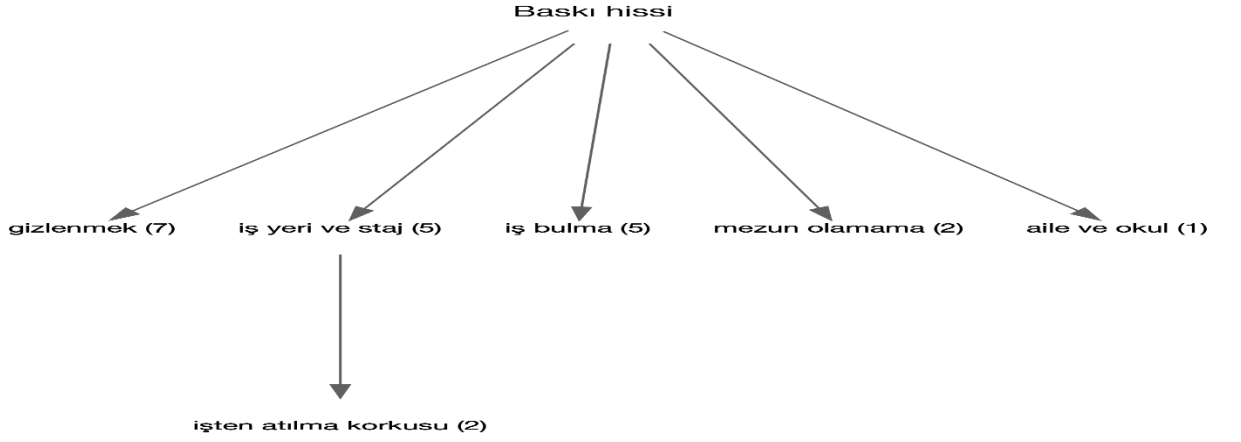 Baskı hissi
gizlenmek (7)
iş yeri ve staj (5)
iş bulma (5)
mezun olamama (2)
aile ve okul (1)
işten atılma korkusu (2)